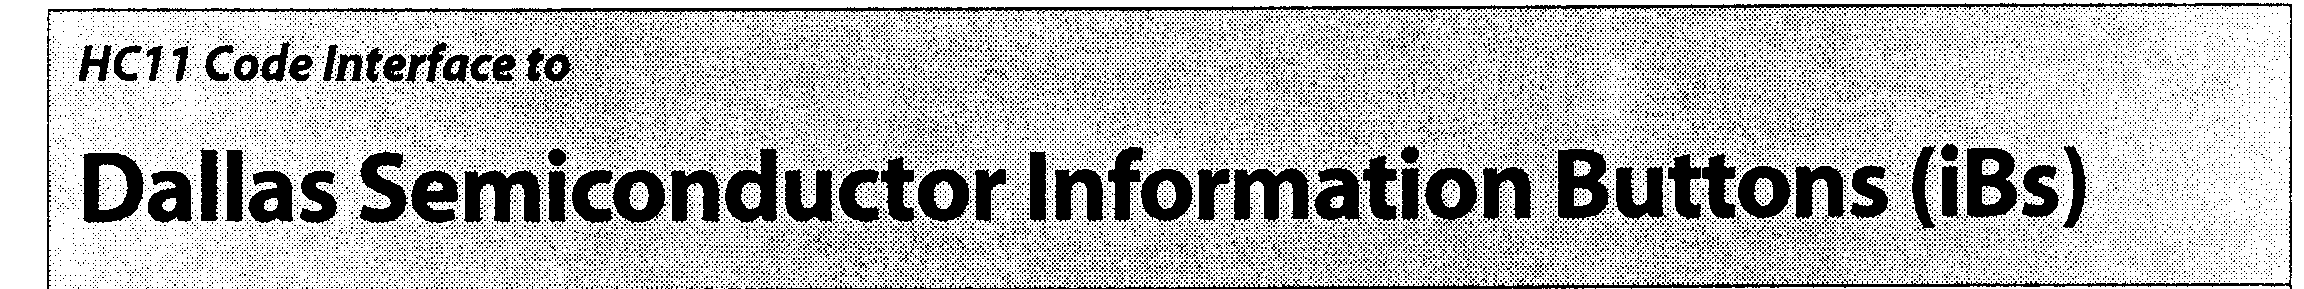 HC11 Code Interface to
Dallas Semiconductor Information Buttons (iBs)